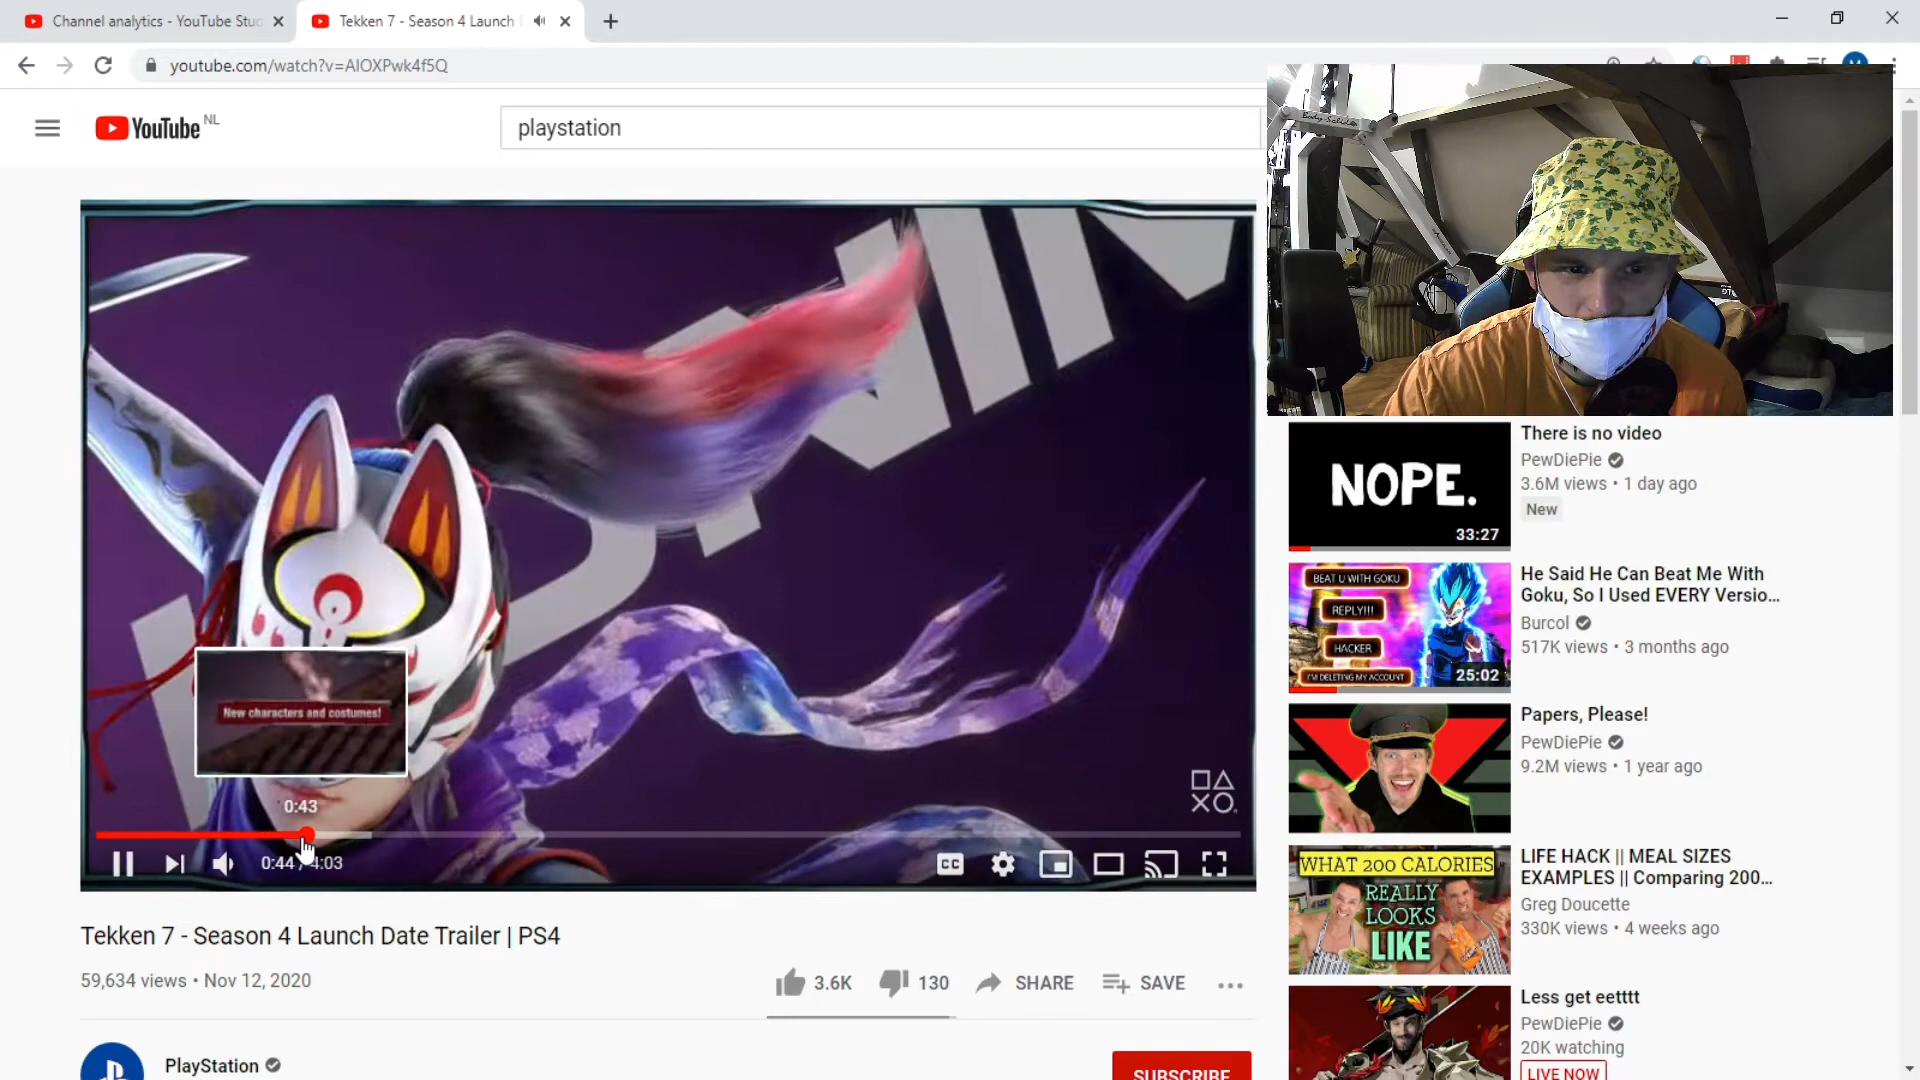 Channel analytics - YouTube Stu
Tekken 7 - Season 4 Launch
youtube.com/watch?v=AlOXPwk4f5Q
YouTube NL
playstation
Body-Solid
New characters and costumes!
0:43
0:44 / 4:03
CC
Tekken 7 - Season 4 Launch Date Trailer | PS4
59,634 views • Nov 12, 2020
3.6K
130
SHARE
SAVE
PlayStation
SUBSCRIBE
NOPE.
33:27
There is no video
PewDiePie
3.6M views • 1 day ago
New
BEAT U WITH GOKU
REPLY!!!
HACKER
I'M DELETING MY ACCOUNT
25:02
He Said He Can Beat Me With
Goku, So I Used EVERY Versio...
Burcol
517K views • 3 months ago
Papers, Please!
PewDiePie
9.2M views • 1 year ago
WHAT 200 CALORIES
REALLY
LOOKS
LIKE
LIFE HACK || MEAL SIZES
EXAMPLES || Comparing 200...
Greg Doucette
330K views • 4 weeks ago
Less get eetttt
PewDiePie
20K watching
LIVE NOW